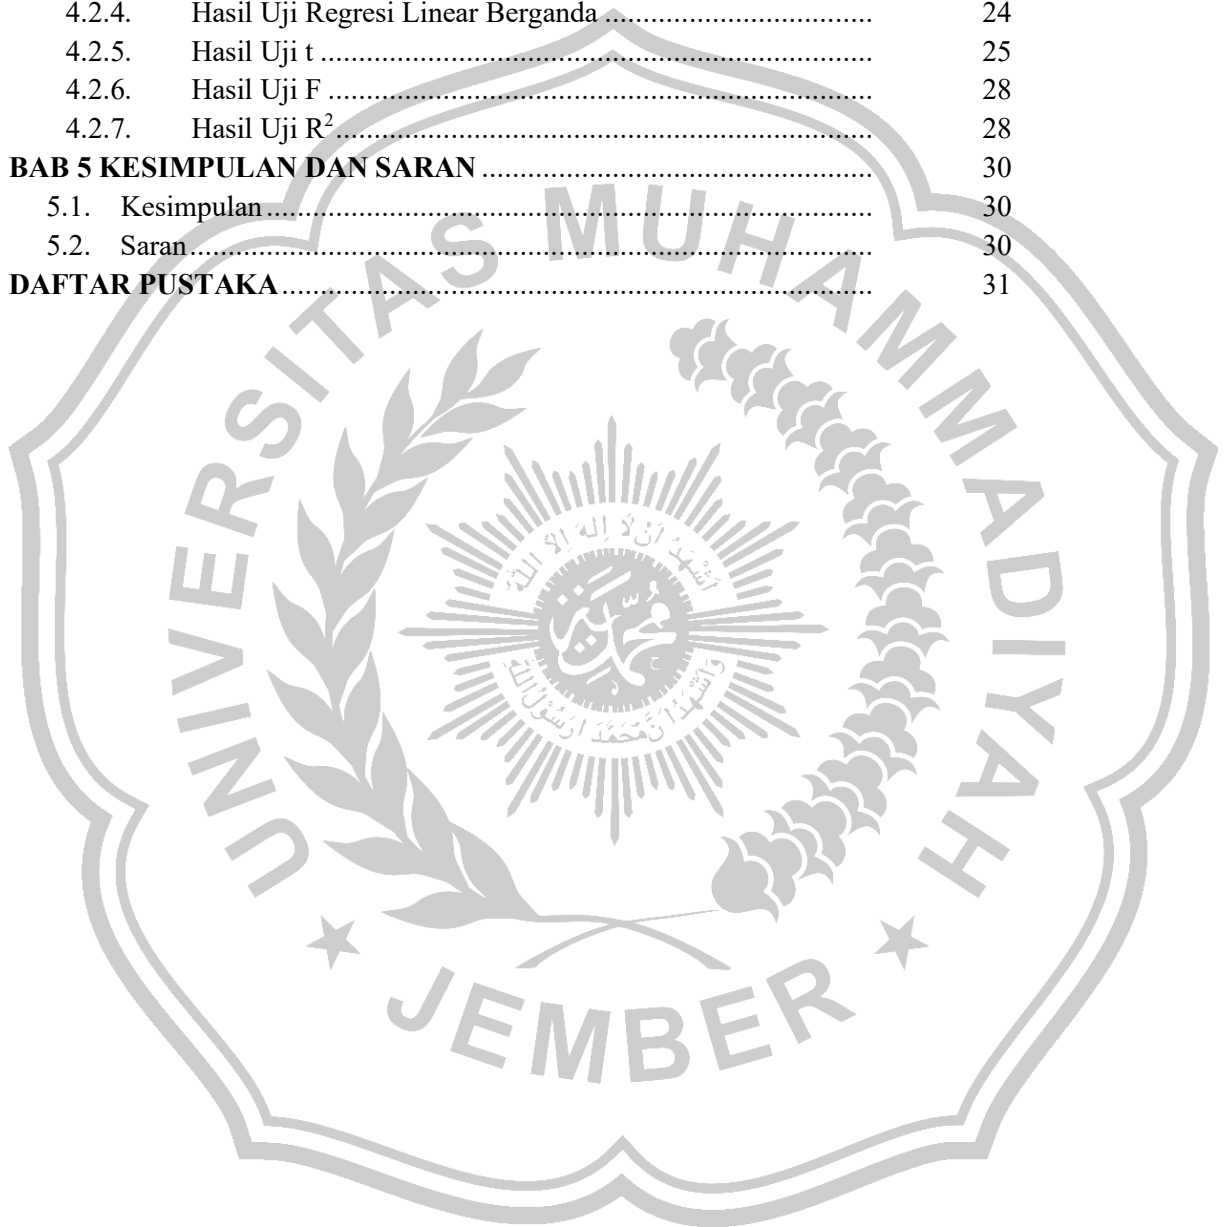 4.2.4. Hasil Uji Regresi Linear Berganda ................................. 24
4.2.5. Hasil Uji t ..................................................................... 25
4.2.6. Hasil Uji F .................................................................... 28
4.2.7. Hasil Uji R² ................................................................... 28
BAB 5 KESIMPULAN DAN SARAN ................................................. 30
5.1. Kesimpulan ............................................................................ 30
5.2. Saran ...................................................................................... 30
DAFTAR PUSTAKA .......................................................................... 31
UNIVERSITAS MUHAMMADIYAH
JEMBER